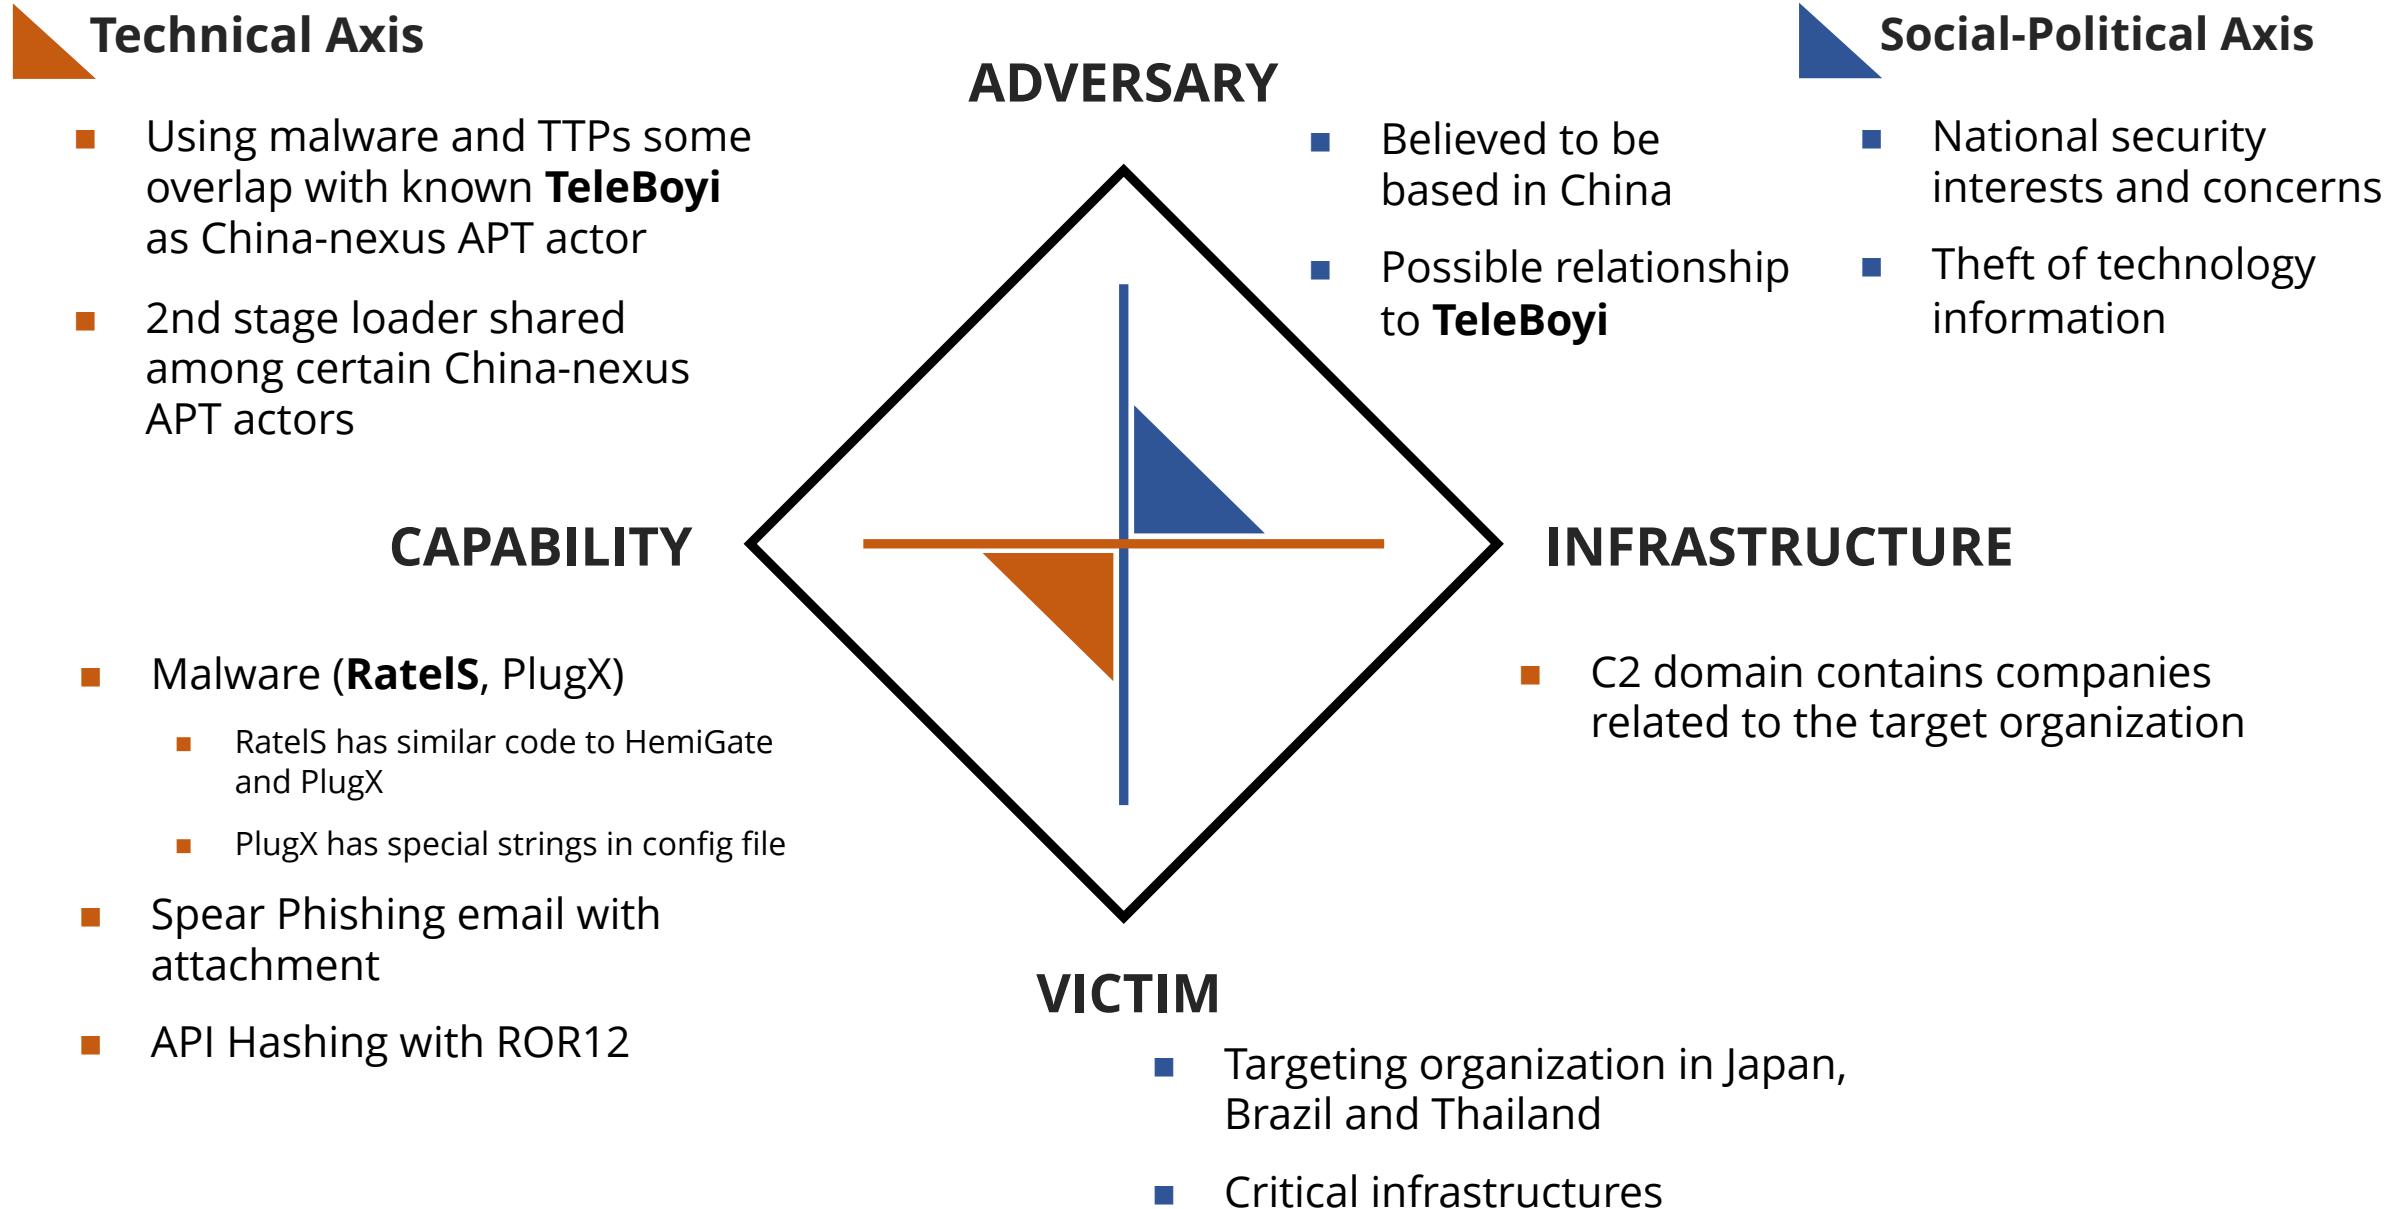 Technical Axis
Using malware and TTPs some
overlap with known TeleBoyi
as China-nexus APT actor
2nd stage loader shared
among certain China-nexus
APT actors
ADVERSARY
Believed to be
based in China
Possible relationship
to TeleBoyi
Social-Political Axis
National security
interests and concerns
Theft of technology
information
CAPABILITY
Malware (RatelS, PlugX)
RatelS has similar code to HemiGate
and PlugX
PlugX has special strings in config file
Spear Phishing email with
attachment
API Hashing with ROR12
INFRASTRUCTURE
C2 domain contains companies
related to the target organization
VICTIM
Targeting organization in Japan,
Brazil and Thailand
Critical infrastructures